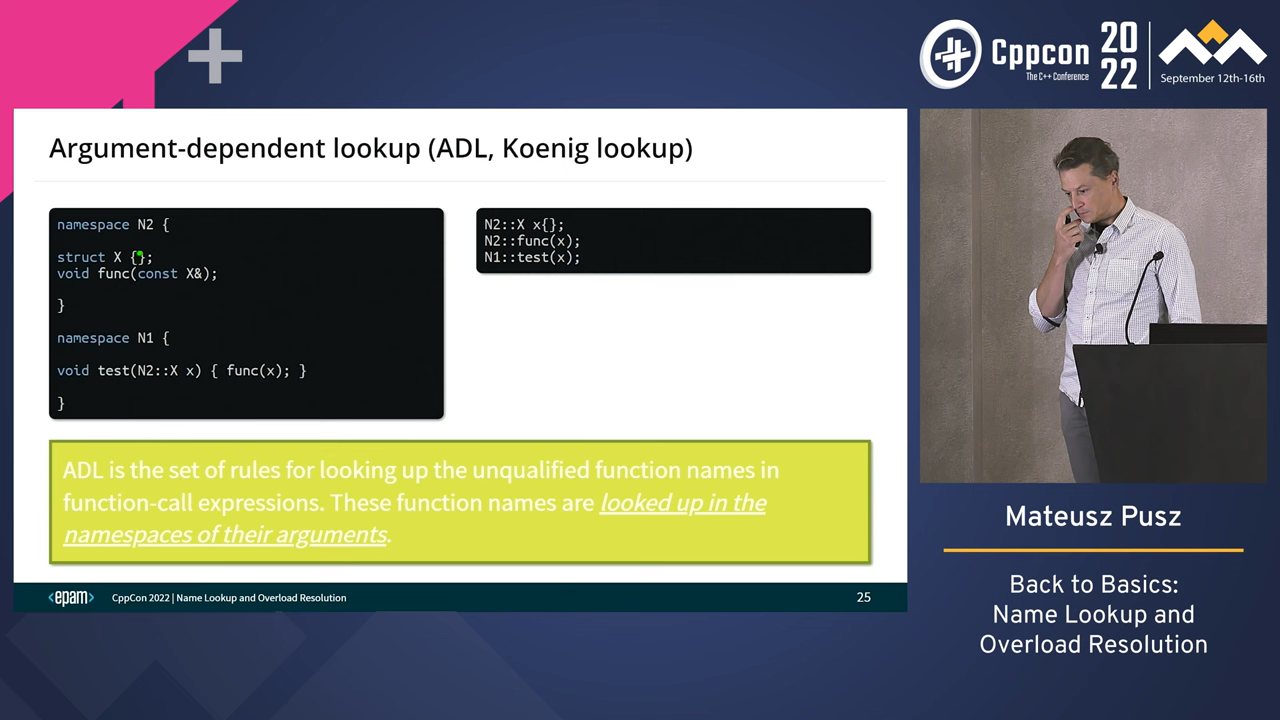 Cppcon
The C++ Conference
20
22
September 12th-16th
Argument-dependent lookup (ADL, Koenig lookup)
namespace N2 {
struct X {};
void func(const X&);
}
namespace N1 {
void test(N2::X x) { func(x); }
}
N2::X x{};
N2::func(x);
N1::test(x);
ADL is the set of rules for looking up the unqualified function names in
function-call expressions. These function names are looked up in the
namespaces of their arguments.
<epam>
CppCon 2022 | Name Lookup and Overload Resolution
25
Mateusz Pusz
Back to Basics:
Name Lookup and
Overload Resolution